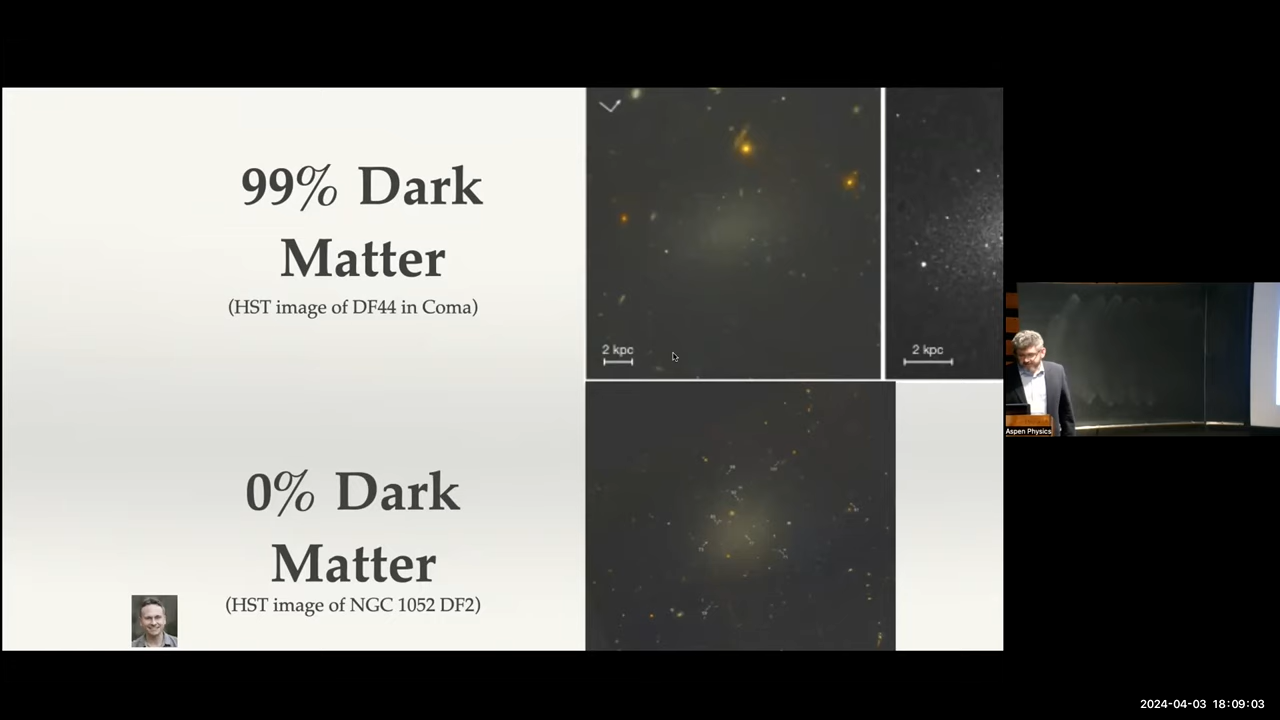 99% Dark
Matter
(HST image of DF44 in Coma)
2 kpc
2 kpc
0% Dark
Matter
(HST image of NGC 1052 DF2)
Aspen Physics
2024-04-03 18:09:03